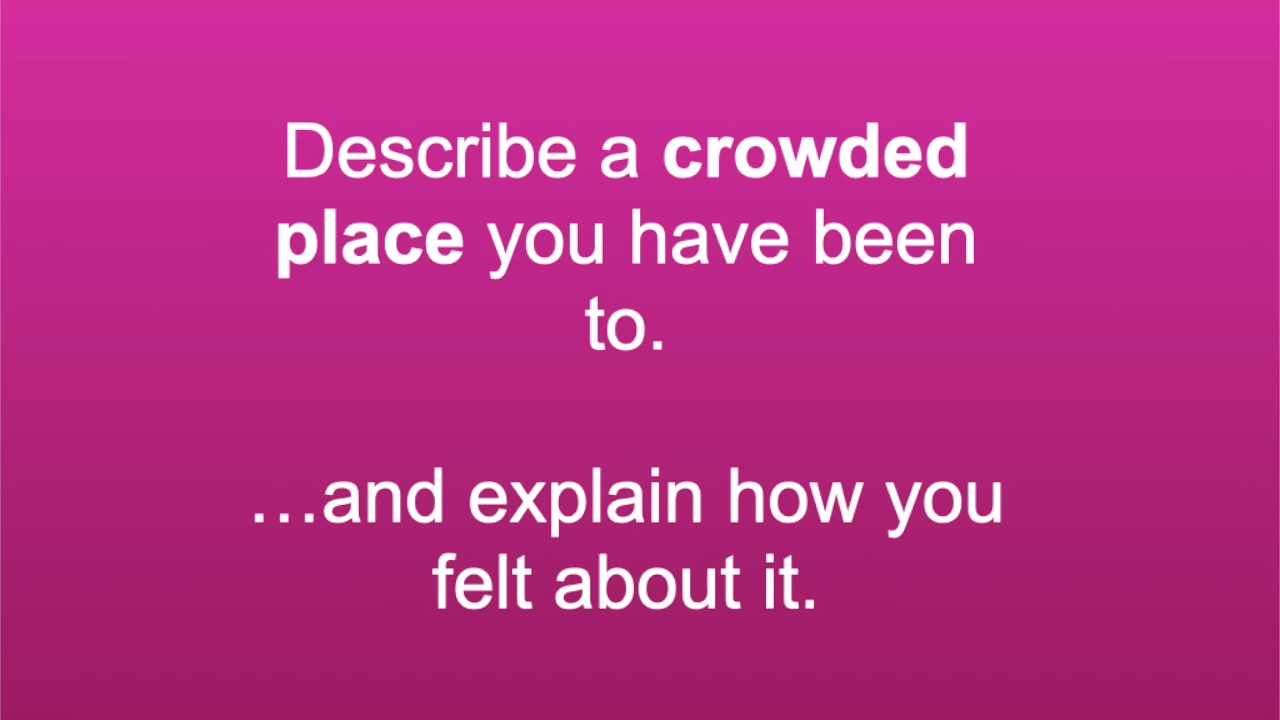 Describe a crowded
place you have been
to.
…and explain how you
felt about it.